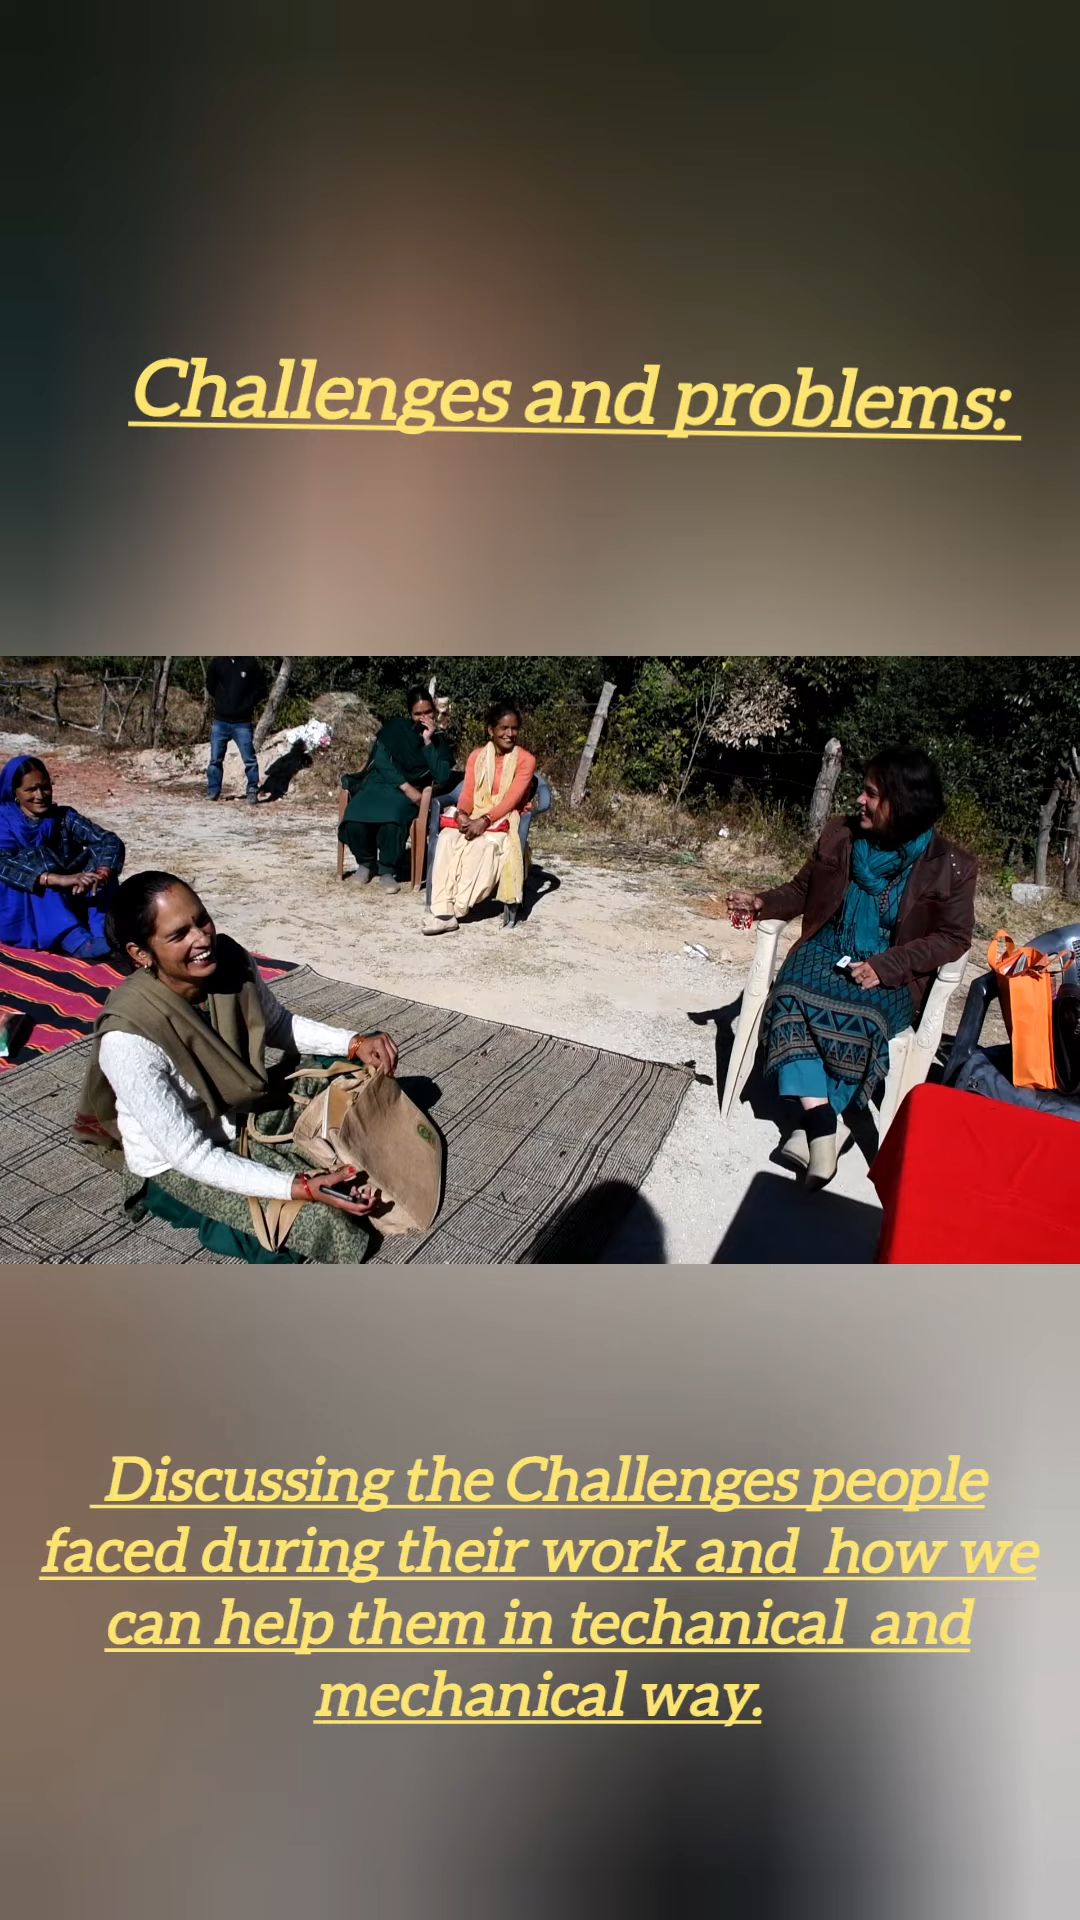 Challenges and problems:
Discussing the Challenges people
faced during their work and how we
can help them in techanical and
mechanical way.